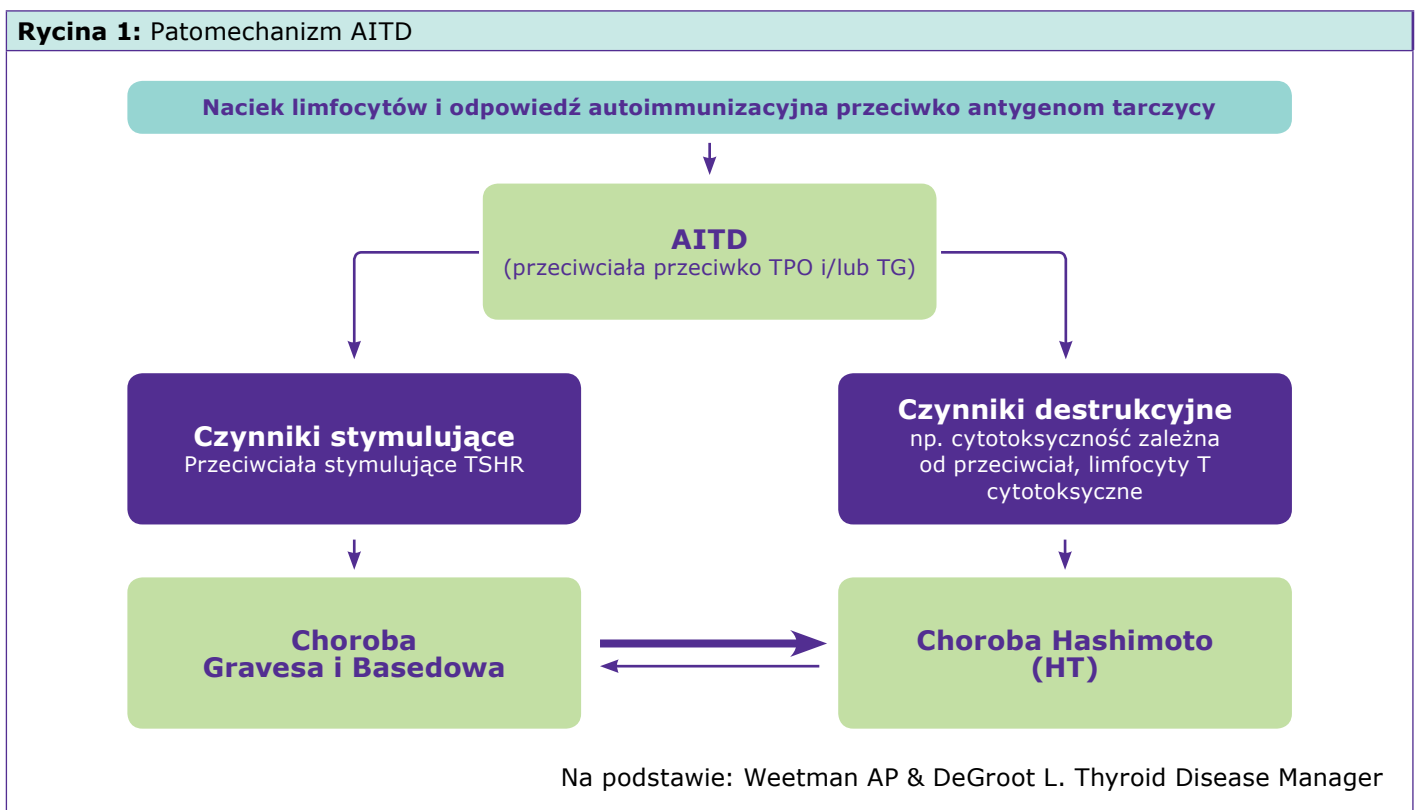 Rycina 1: Patomechanizm AITD
Naciek limfocytów i odpowiedź autoimmunizacyjna przeciwko antygenom tarczycy
AITD
(przeciwciała przeciwko TPO i/lub TG)
Czynniki stymulujące
Przeciwciała stymulujące TSHR
Czynniki destrukcyjne
np. cytotoksyczność zależna
od przeciwciał, limfocyty T
cytotoksyczne
Choroba
Gravesa i Basedowa
Choroba Hashimoto
(HT)
Na podstawie: Weetman AP & DeGroot L. Thyroid Disease Manager